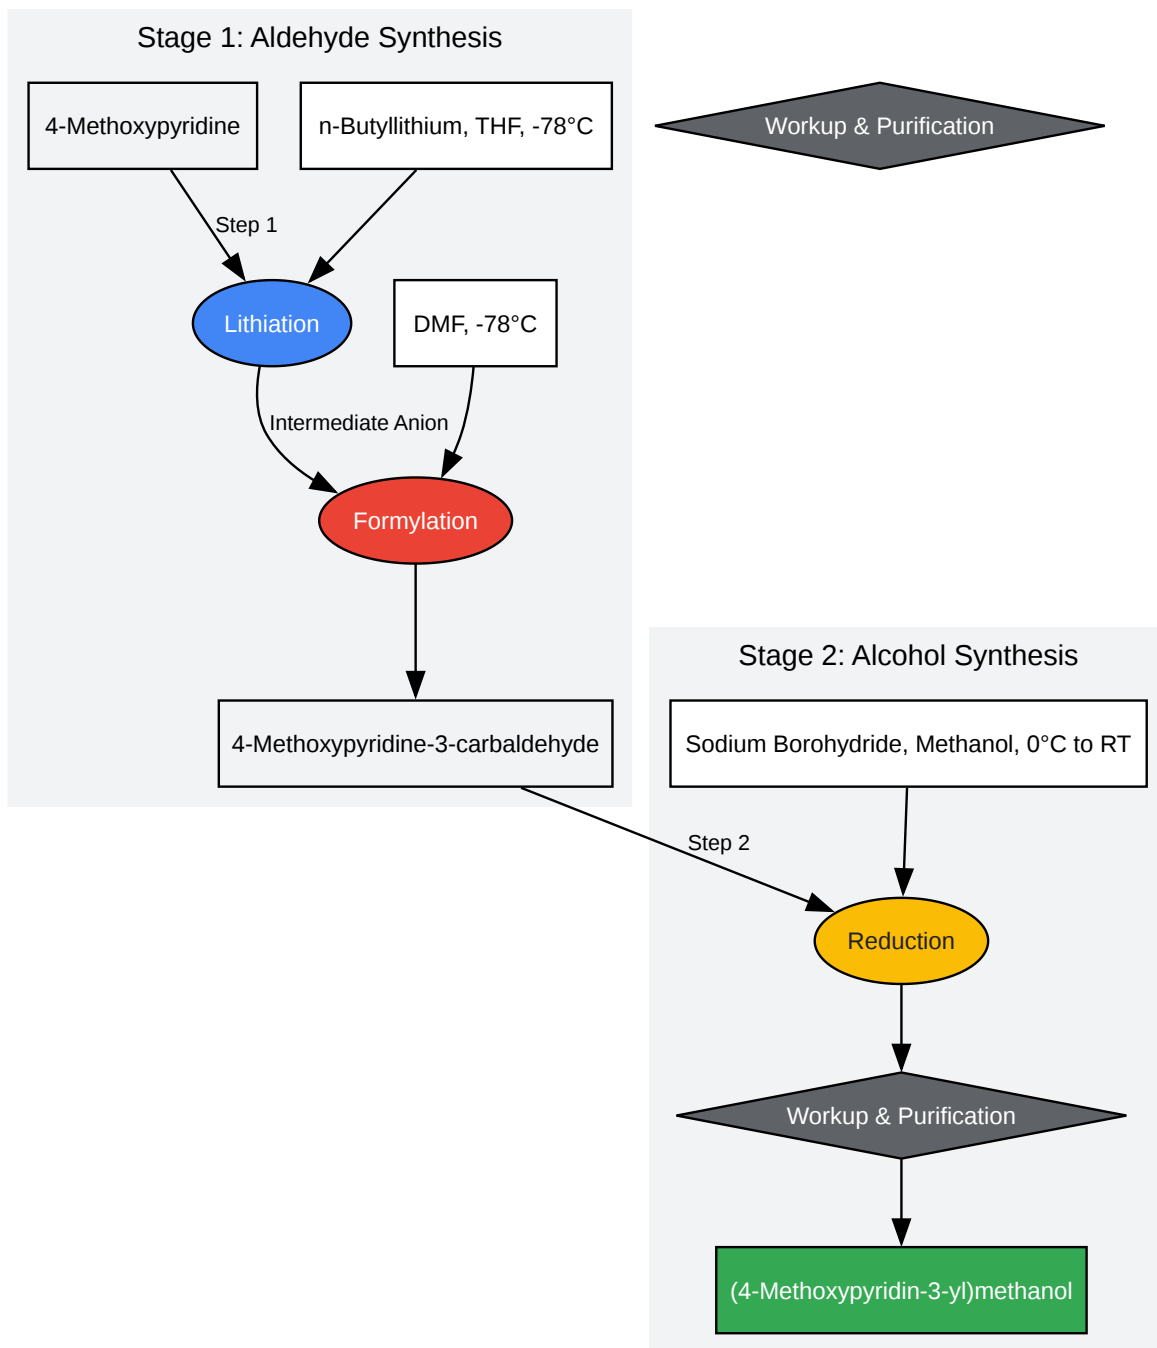 Stage 1: Aldehyde Synthesis
4-Methoxypyridine
n-Butyllithium, THF, -78°C
Workup & Purification
Step 1
Lithiation
DMF, -78°C
Intermediate Anion
Formylation
Stage 2: Alcohol Synthesis
4-Methoxypyridine-3-carbaldehyde
Sodium Borohydride, Methanol, 0°C to RT
Step 2
Reduction
Workup & Purification
(4-Methoxypyridin-3-yl)methanol